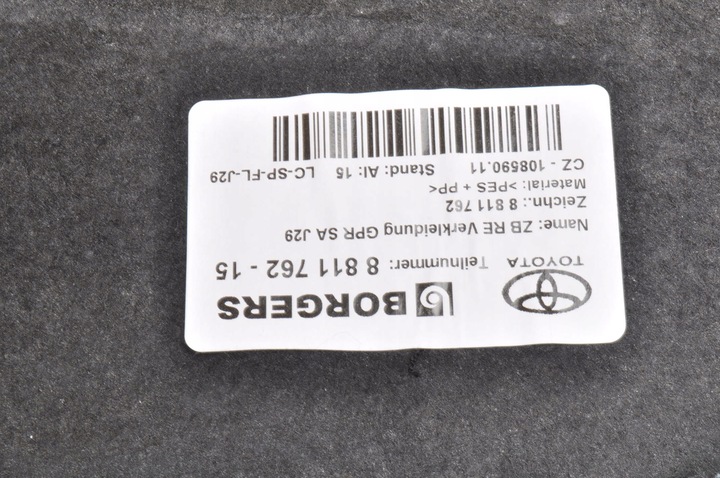 TOYOTA
BORGERS
Teilnummer: 8 811 762 - 15
Name: ZB RE Verkleidung GPR SA J29
Zeichn.: 8 811 762
Material: >PES + PP<
CZ - 108590.11 Stand: AI: 15 LC-SP-FL-J29